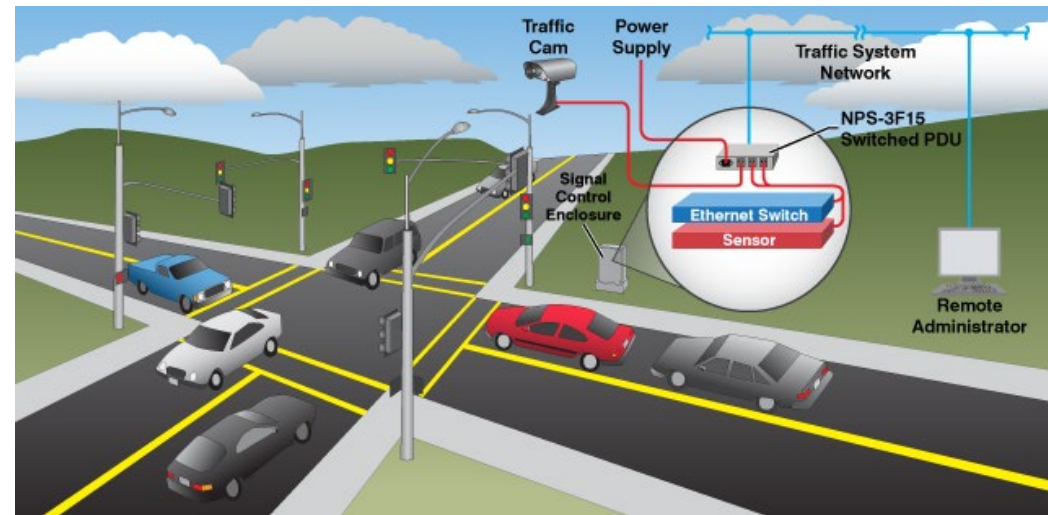 Traffic
Cam
Power
Supply
Traffic System
Network
NPS-3F15
Switched PDU
Signal
Control
Enclosure
Ethernet Switch
Sensor
Remote
Administrator